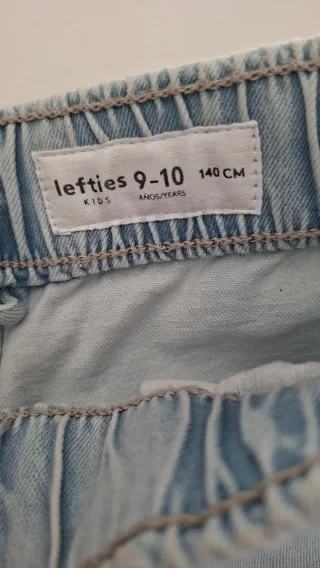 lefties 9-10 140 CM
KIDS AÑOS/YEARS